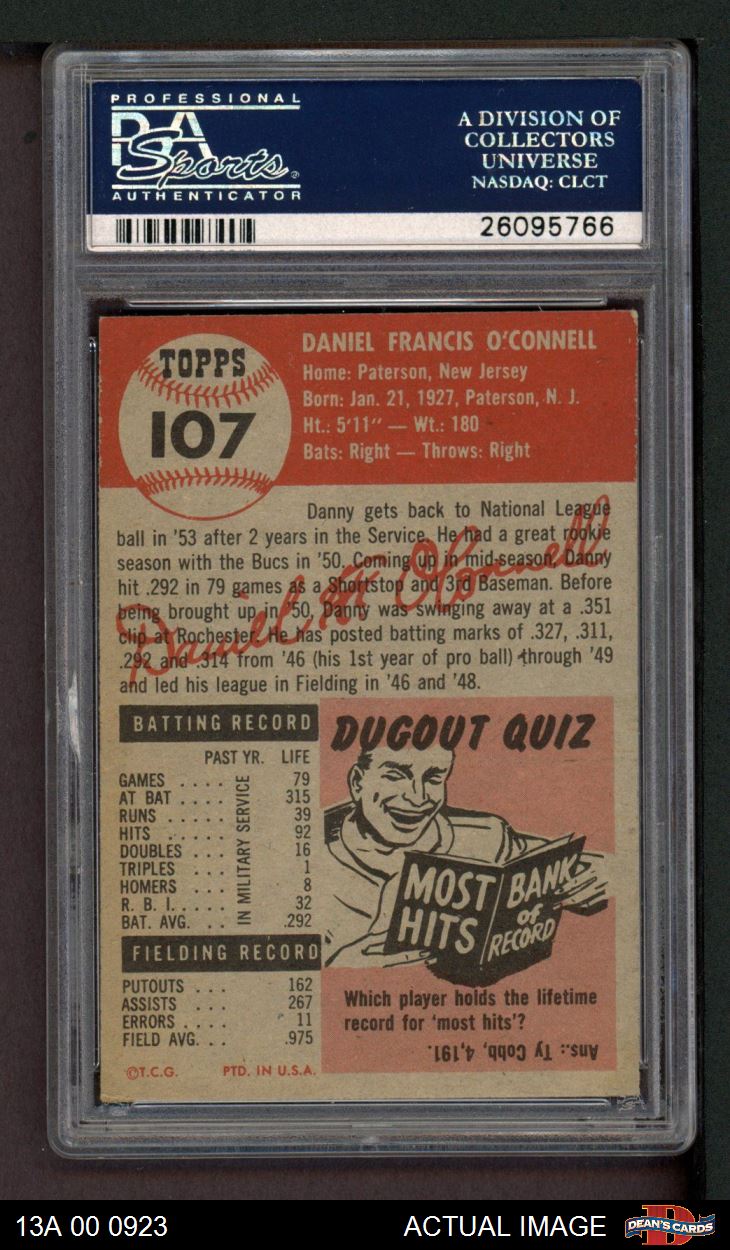 PROFESSIONAL
PSA
Sports
AUTHENTICATOR
A DIVISION OF
COLLECTORS
UNIVERSE
NASDAQ: CLCT
26095766
TOPPS
107
DANIEL FRANCIS O'CONNELL
Home: Paterson, New Jersey
Born: Jan. 21, 1927, Paterson, N. J.
Ht.: 5'11" — Wt.: 180
Bats: Right — Throws: Right
Danny gets back to National League
ball in '53 after 2 years in the Service. He had a great rookie
season with the Bucs in '50. Coming up in mid-season, Danny
hit .292 in 79 games as a Shortstop and 3rd Baseman. Before
being brought up in '50, Danny was swinging away at a .351
clip at Rochester. He has posted batting marks of .327, .311,
.292 and .314 from '46 (his 1st year of pro ball) through '49
and led his league in Fielding in '46 and '48.
Daniel F O'Connell
BATTING RECORD
PAST YR. LIFE
GAMES .... 79
AT BAT .... 315
RUNS .... 39
HITS .... 92
DOUBLES ... 16
TRIPLES ... 1
HOMERS ... 8
R. B. I. .... 32
BAT. AVG. .. .292
IN MILITARY SERVICE
FIELDING RECORD
PUTOUTS ... 162
ASSISTS ... 267
ERRORS .... 11
FIELD AVG. .. .975
©T.C.G. PTD. IN U.S.A.
DUGOUT QUIZ
MOST
HITS
BANK
of
RECORD
Which player holds the lifetime
record for 'most hits'?
Ans.: Ty Cobb, 4,191.
13A 00 0923
ACTUAL IMAGE
D
DEAN'S CARDS